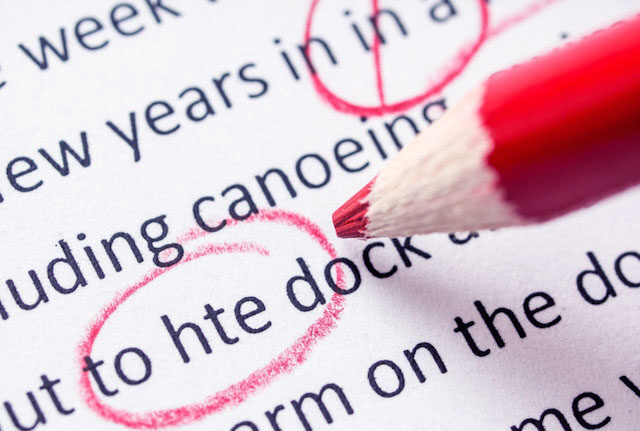 week
ew years in in a
luding canoeing
ut to hte dock a
arm on the do
me